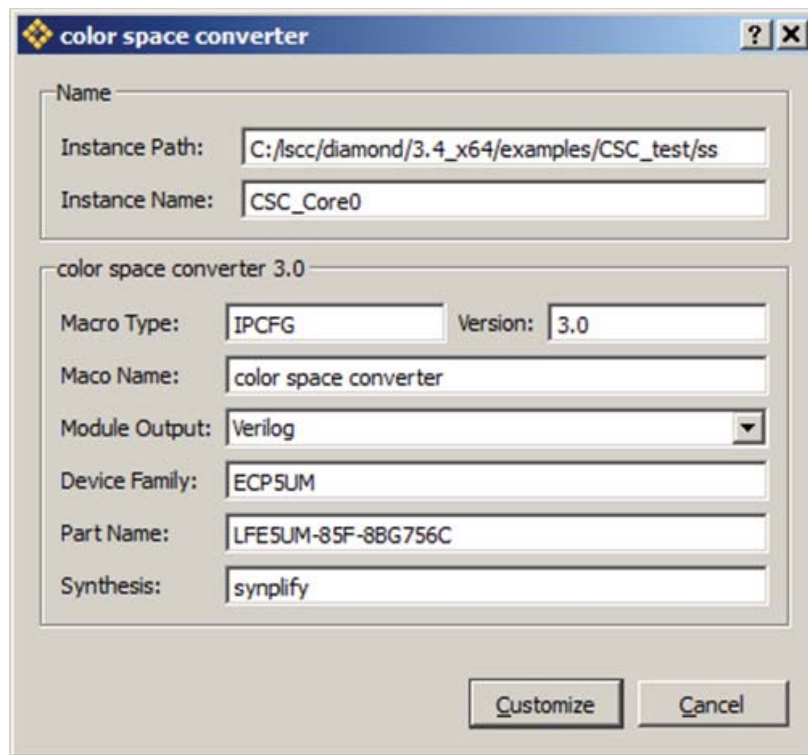 color space converter
Name
Instance Path: C:/lscc/diamond/3.4_x64/examples/CSC_test/ss
Instance Name: CSC_Core0
color space converter 3.0
Macro Type: IPCFG Version: 3.0
Maco Name: color space converter
Module Output: Verilog
Device Family: ECP5UM
Part Name: LFE5UM-85F-8BG756C
Synthesis: synplify
Customize Cancel